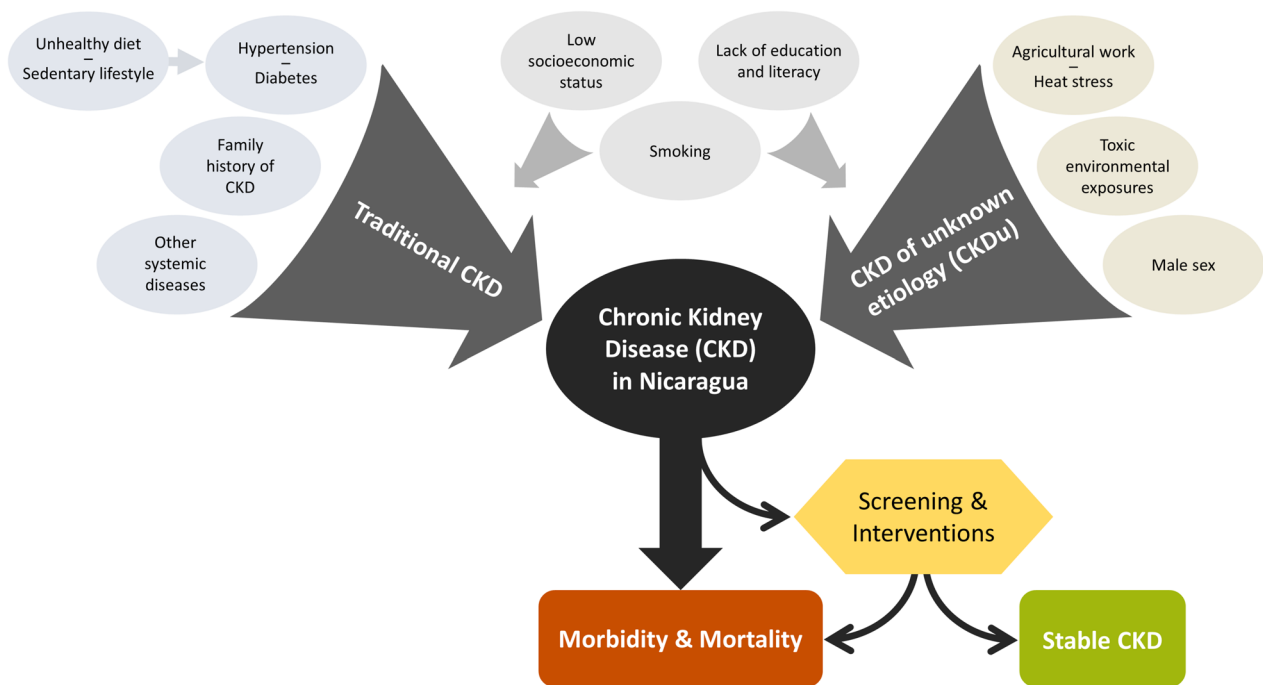 Unhealthy diet
–
Sedentary lifestyle
Hypertension
–
Diabetes
Family
history of
CKD
Other
systemic
diseases
Traditional CKD
Low
socioeconomic
status
Lack of education
and literacy
Smoking
Agricultural work
–
Heat stress
Toxic
environmental
exposures
Male sex
CKD of unknown
etiology (CKDu)
Chronic Kidney
Disease (CKD)
in Nicaragua
Screening &
Interventions
Morbidity & Mortality
Stable CKD